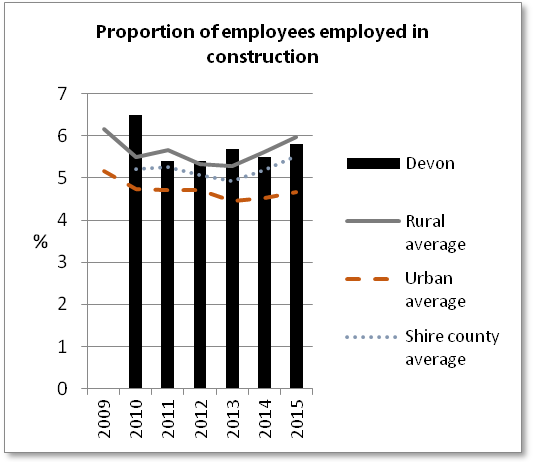 Proportion of employees employed in
construction
7
6
5
4
3
2
1
0
%
2009
2010
2011
2012
2013
2014
2015
Devon
Rural
average
Urban
average
Shire county
average